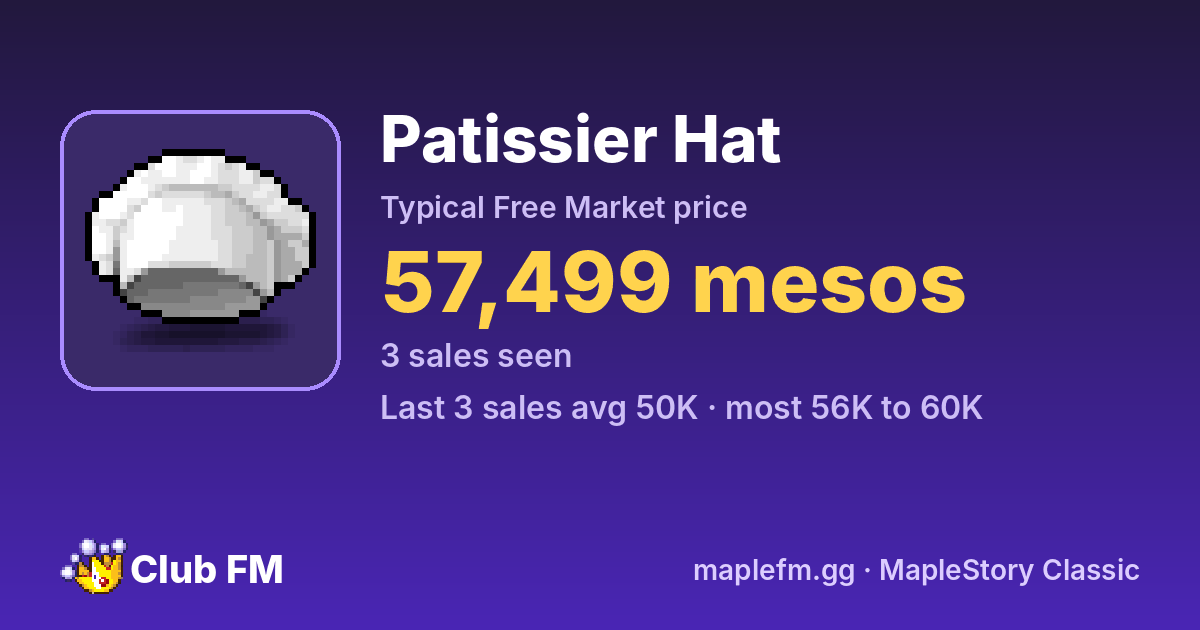 Patissier Hat
Typical Free Market price
57,499 mesos
3 sales seen
Last 3 sales avg 50K · most 56K to 60K
Club FM
maplefm.gg · MapleStory Classic